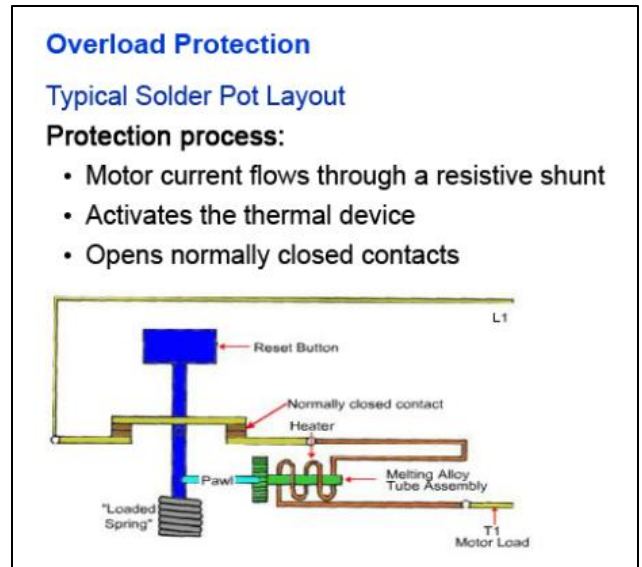 Overload Protection
Typical Solder Pot Layout
Protection process:
• Motor current flows through a resistive shunt
• Activates the thermal device
• Opens normally closed contacts
L1
Reset Button
Normally closed contact
Heater
Pawl
Melting Alloy
Tube Assembly
"Loaded
Spring"
T1
Motor Load